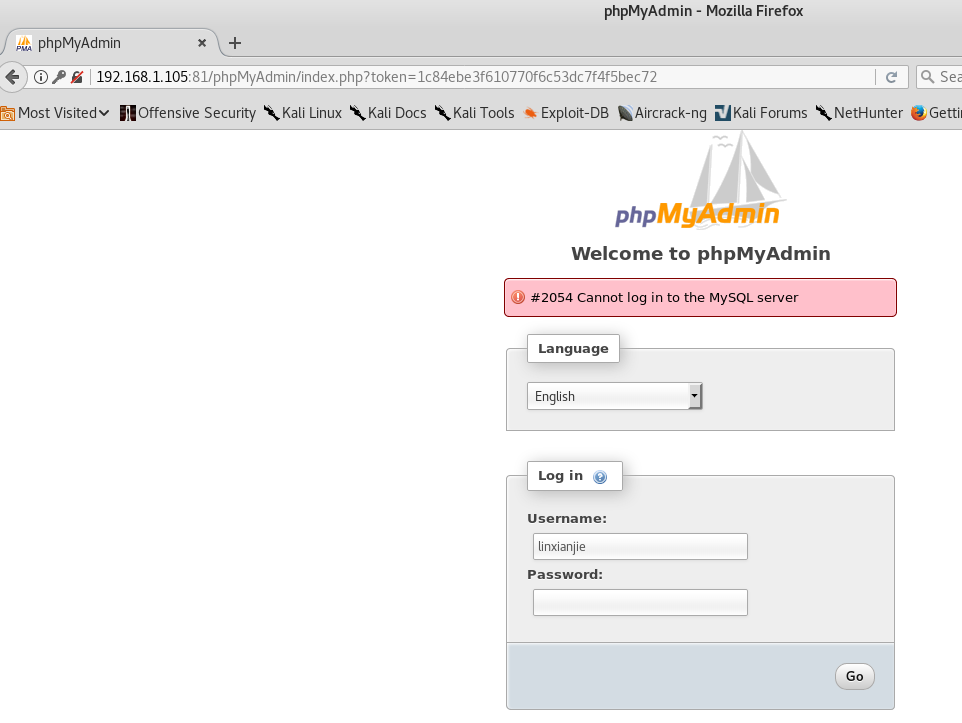 phpMyAdmin - Mozilla Firefox
phpMyAdmin
192.168.1.105:81/phpMyAdmin/index.php?token=1c84ebe3f610770f6c53dc7f4f5bec72
Sea
Most Visited Offensive Security Kali Linux Kali Docs Kali Tools Exploit-DB Aircrack-ng Kali Forums NetHunter Getti
phpMyAdmin
Welcome to phpMyAdmin
#2054 Cannot log in to the MySQL server
Language
English
Log in
Username:
linxianjie
Password:
Go